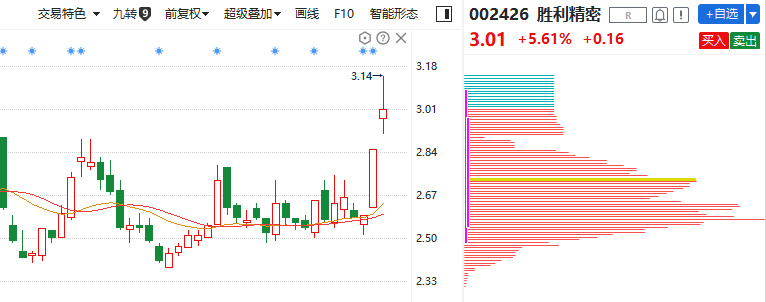 交易特色 九转 9 前复权 超级叠加 画线 F10 智能形态
002426 胜利精密 R ! +自选
3.01 +5.61% +0.16 买入 卖出
?
3.14
3.18
3.01
2.84
2.67
2.50
2.33